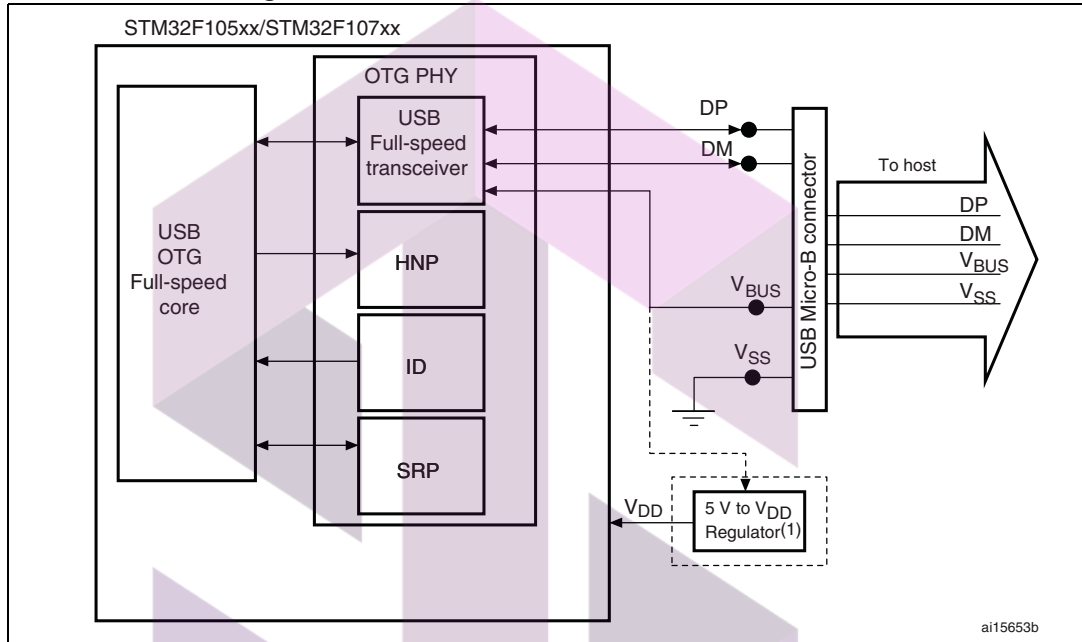 STM32F105xx/STM32F107xx
OTG PHY
USB
Full-speed
transceiver
HNP
ID
SRP
USB
OTG
Full-speed
core
DP
DM
VBUS
VSS
USB Micro-B connector
To host
DP
DM
VBUS
VSS
VDD
5 V to VDD
Regulator(1)
ai15653b